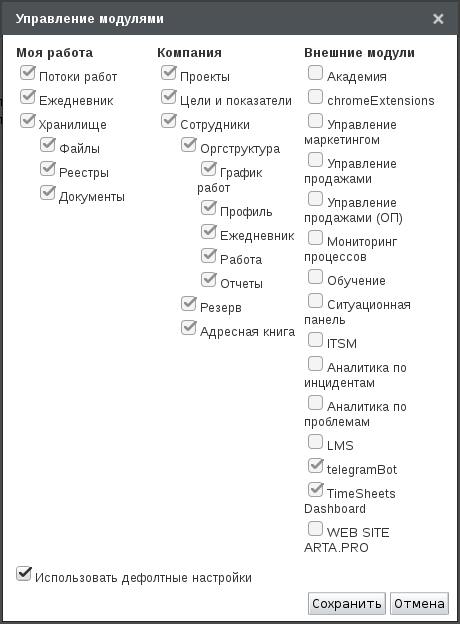 Управление модулями
Моя работа
Потоки работ
Ежедневник
Хранилище
Файлы
Реестры
Документы
Компания
Проекты
Цели и показатели
Сотрудники
Оргструктура
График
работ
Профиль
Ежедневник
Работа
Отчеты
Резерв
Адресная книга
Внешние модули
Академия
chromeExtensions
Управление
маркетингом
Управление
продажами
Управление
продажами (ОП)
Мониторинг
процессов
Обучение
Ситуационная
панель
ITSM
Аналитика по
инцидентам
Аналитика по
проблемам
LMS
telegramBot
TimeSheets
Dashboard
WEB SITE
ARTA.PRO
Использовать дефолтные настройки
Сохранить
Отмена